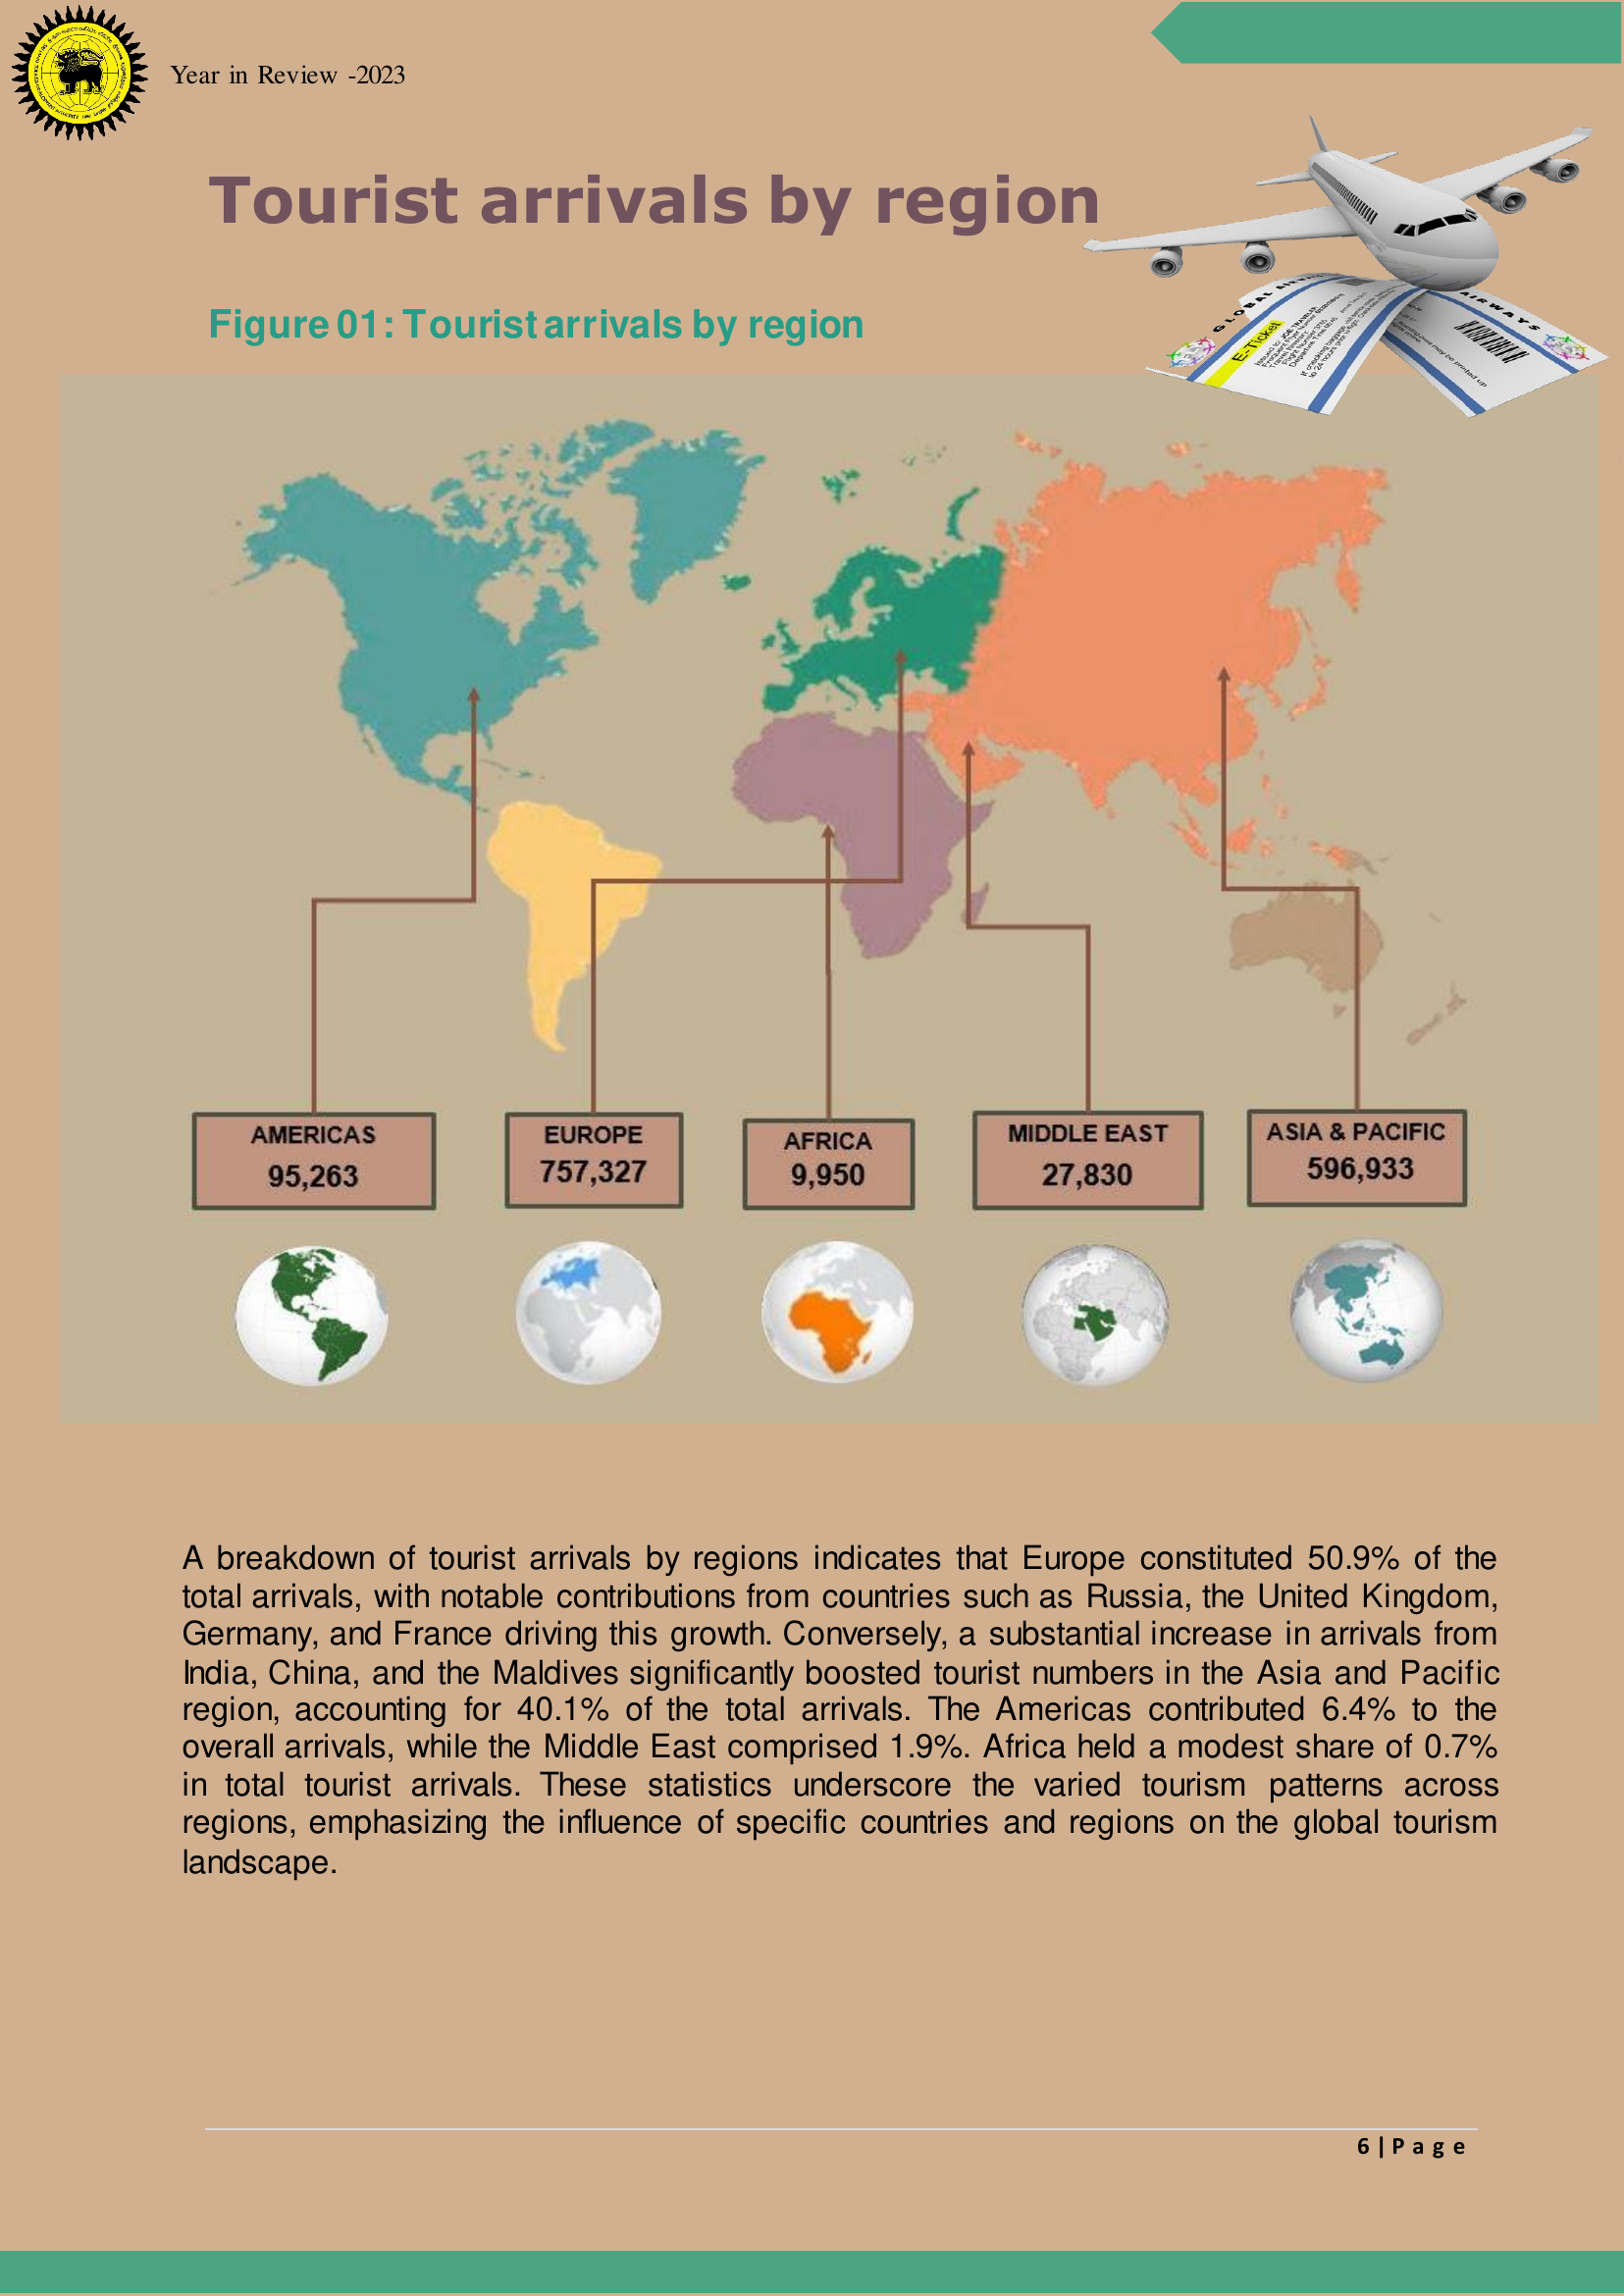 Year in Review -2023
Tourist arrivals by region
Figure 01: Tourist arrivals by region
GLOBAL AIRWAYS
E-Ticket
AIRWAYS
AMERICAS
95,263
EUROPE
757,327
AFRICA
9,950
MIDDLE EAST
27,830
ASIA & PACIFIC
596,933
A breakdown of tourist arrivals by regions indicates that Europe constituted 50.9% of the
total arrivals, with notable contributions from countries such as Russia, the United Kingdom,
Germany, and France driving this growth. Conversely, a substantial increase in arrivals from
India, China, and the Maldives significantly boosted tourist numbers in the Asia and Pacific
region, accounting for 40.1% of the total arrivals. The Americas contributed 6.4% to the
overall arrivals, while the Middle East comprised 1.9%. Africa held a modest share of 0.7%
in total tourist arrivals. These statistics underscore the varied tourism patterns across
regions, emphasizing the influence of specific countries and regions on the global tourism
landscape.
6 | P a g e